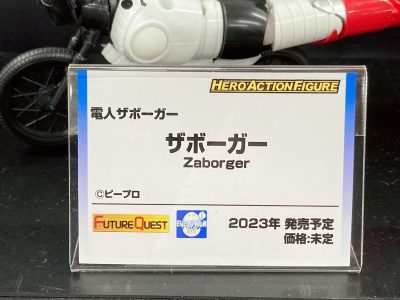 HERO ACTION FIGURE
電人ザボーガー
ザボーガー
Zaborger
©ピープロ
FUTURE QUEST
2023年 発売予定
価格:未定